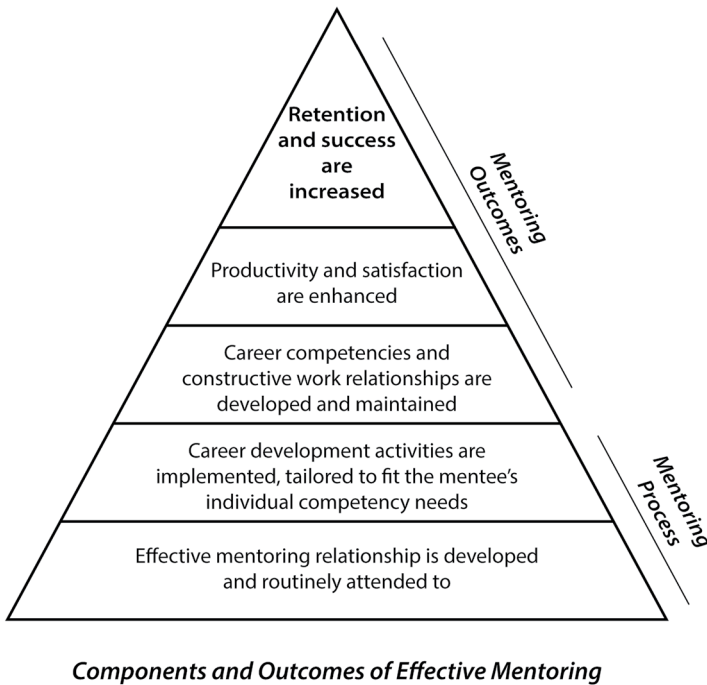 Retention
and success
are
increased
Mentoring
Outcomes
Productivity and satisfaction
are enhanced
Career competencies and
constructive work relationships are
developed and maintained
Career development activities are
implemented, tailored to fit the mentee’s
individual competency needs
Mentoring
Process
Effective mentoring relationship is developed
and routinely attended to
Components and Outcomes of Effective Mentoring